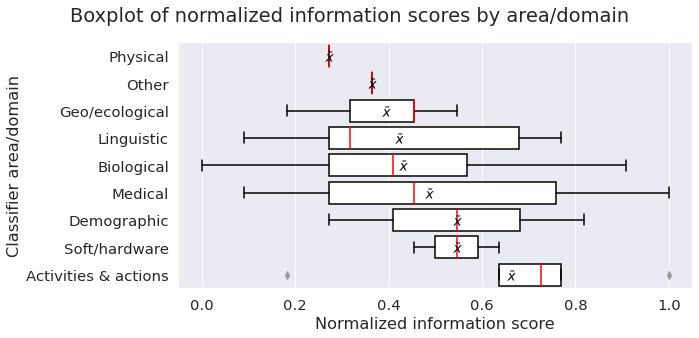 Boxplot of normalized information scores by area/domain
Classifier area/domain
Physical x̄
Other x̄
Geo/ecological x̄
Linguistic x̄
Biological x̄
Medical x̄
Demographic x̄
Soft/hardware x̄
Activities & actions x̄
0.0 0.2 0.4 0.6 0.8 1.0
Normalized information score